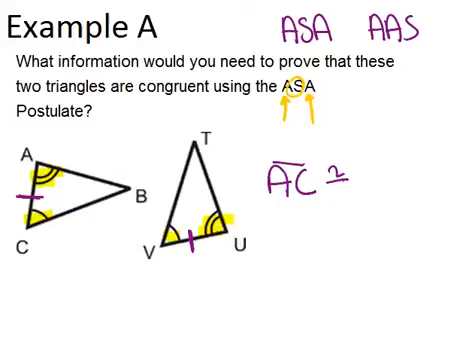 Example A
ASA AAS
What information would you need to prove that these
two triangles are congruent using the ASA
Postulate?
A
B
C
T
V
U
AC ≅